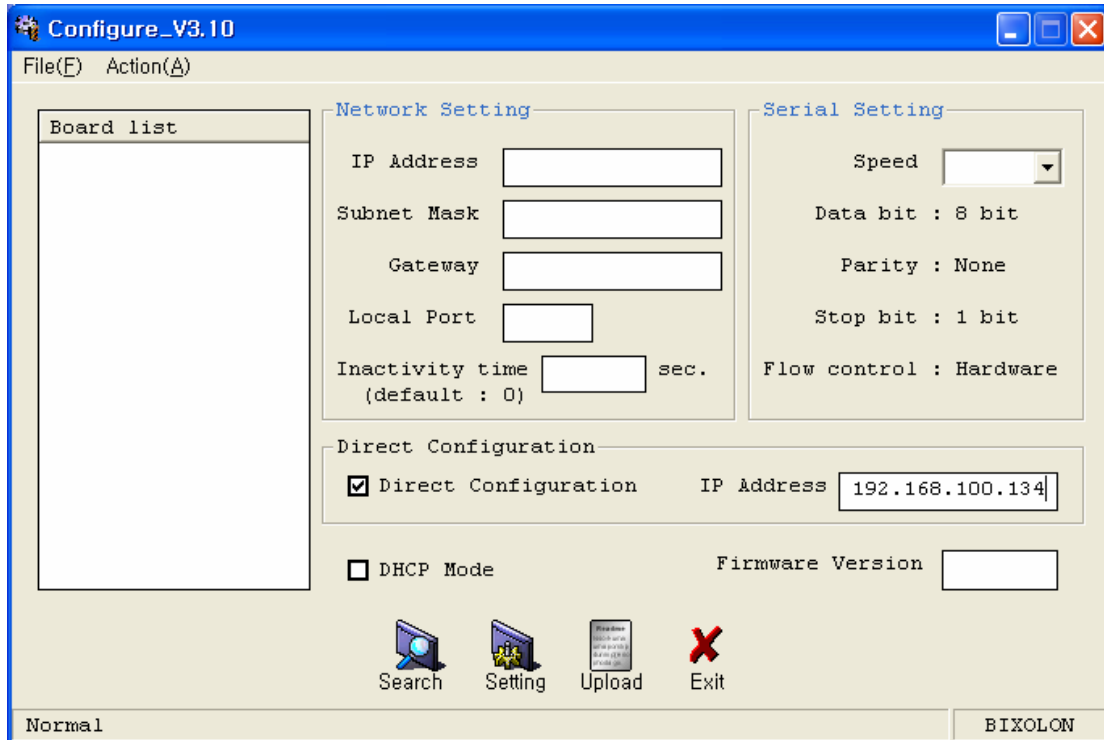 Configure_V3.10
File(F) Action(A)
Board list
Network Setting
IP Address
Subnet Mask
Gateway
Local Port
Inactivity time sec.
(default : 0)
Serial Setting
Speed
Data bit : 8 bit
Parity : None
Stop bit : 1 bit
Flow control : Hardware
Direct Configuration
Direct Configuration IP Address 192.168.100.134
DHCP Mode Firmware Version
Readme
Search Setting Upload Exit
Normal BIXOLON